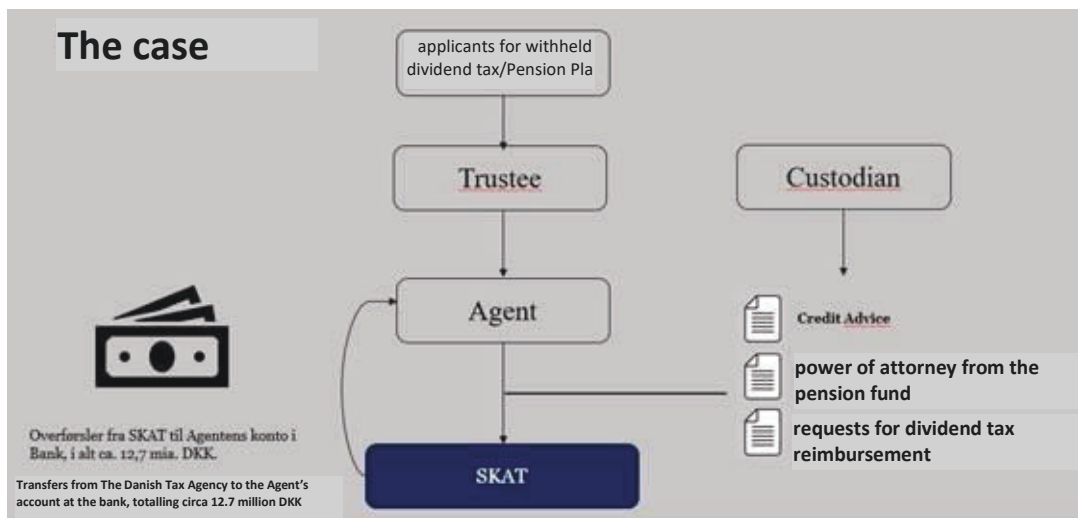 The case
applicants for withheld
dividend tax/Pension Pla
Trustee
Custodian
Agent
Credit Advice
power of attorney from the
pension fund
requests for dividend tax
reimbursement
Overførsler fra SKAT til Agentens konto i
Bank, i alt ca. 12,7 mia. DKK.
SKAT
Transfers from The Danish Tax Agency to the Agent's
account at the bank, totalling circa 12.7 million DKK